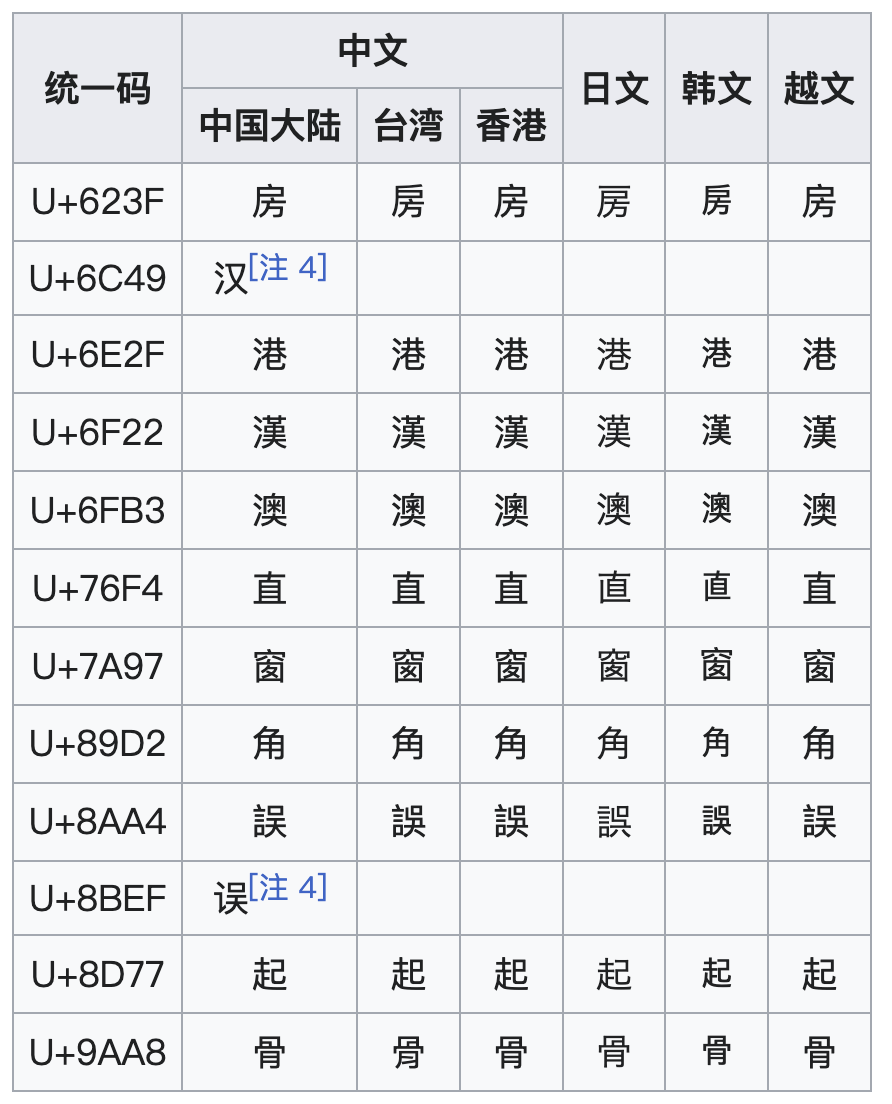 统一码 中文 日文 韩文 越文
中国大陆 台湾 香港
U+623F 房 房 房 房 房 房
U+6C49 汉[注 4]
U+6E2F 港 港 港 港 港 港
U+6F22 漢 漢 漢 漢 漢 漢
U+6FB3 澳 澳 澳 澳 澳 澳
U+76F4 直 直 直 直 直 直
U+7A97 窗 窗 窗 窗 窗 窗
U+89D2 角 角 角 角 角 角
U+8AA4 誤 誤 誤 誤 誤 誤
U+8BEF 误[注 4]
U+8D77 起 起 起 起 起 起
U+9AA8 骨 骨 骨 骨 骨 骨